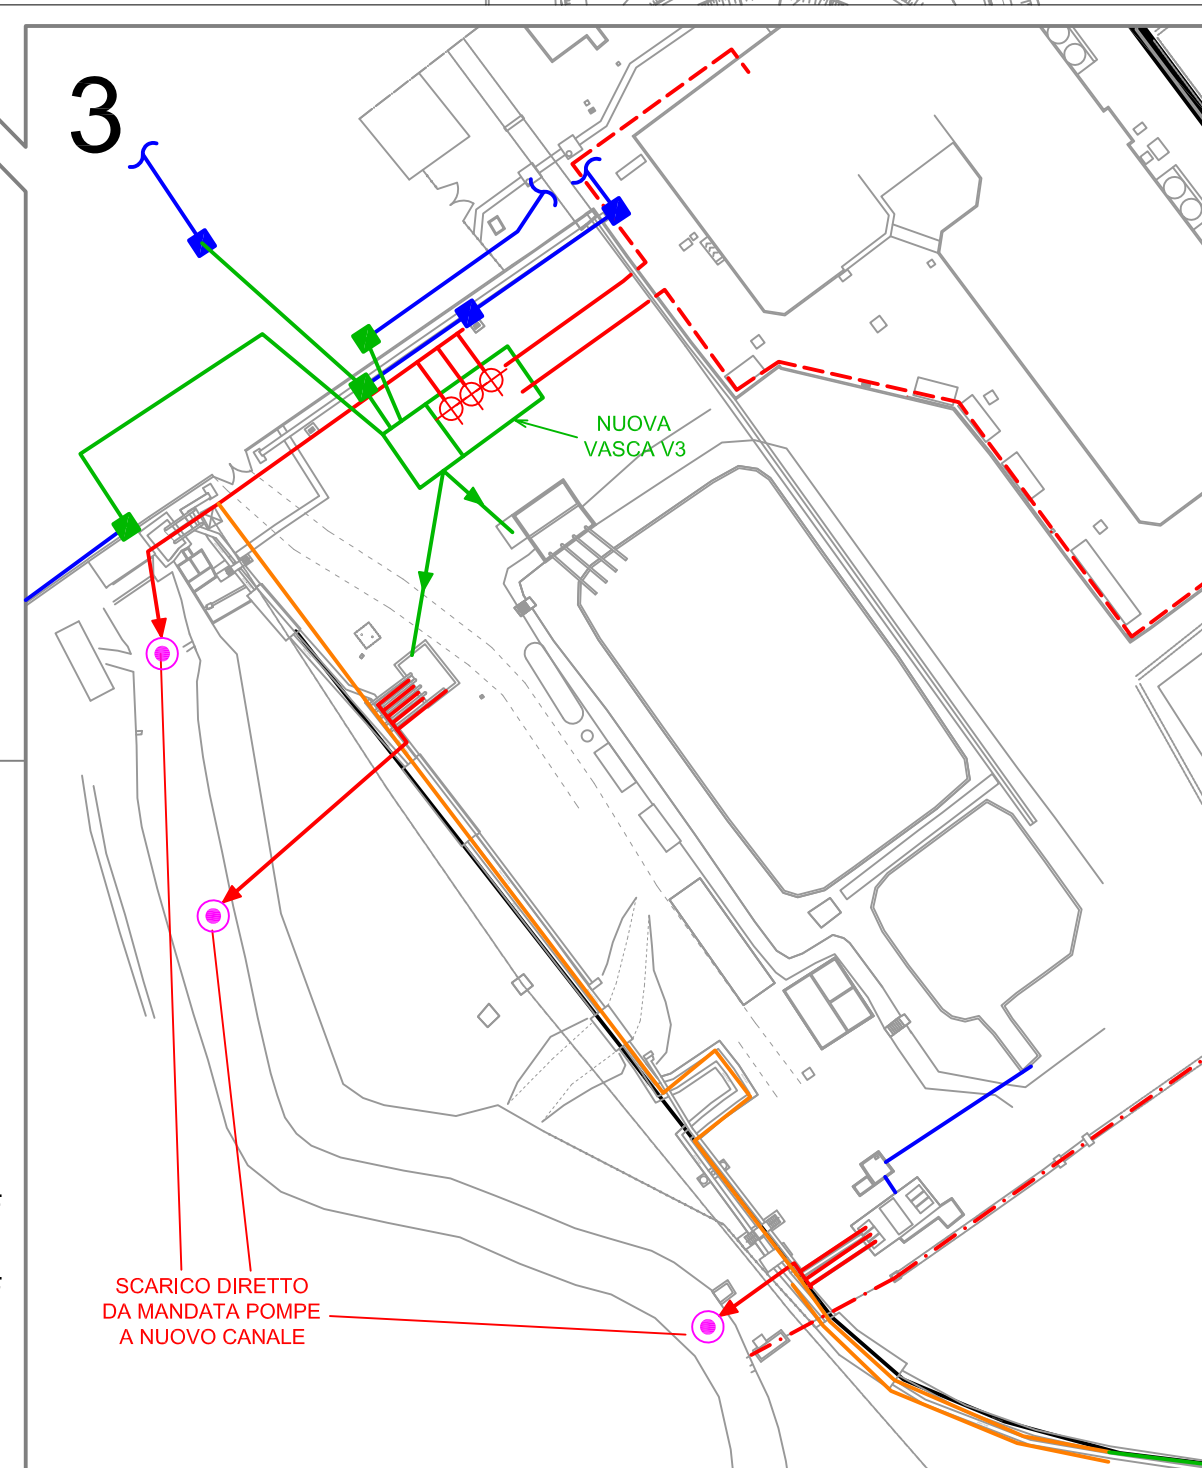 3
NUOVA
VASCA V3
SCARICO DIRETTO
DA MANDATA POMPE
A NUOVO CANALE